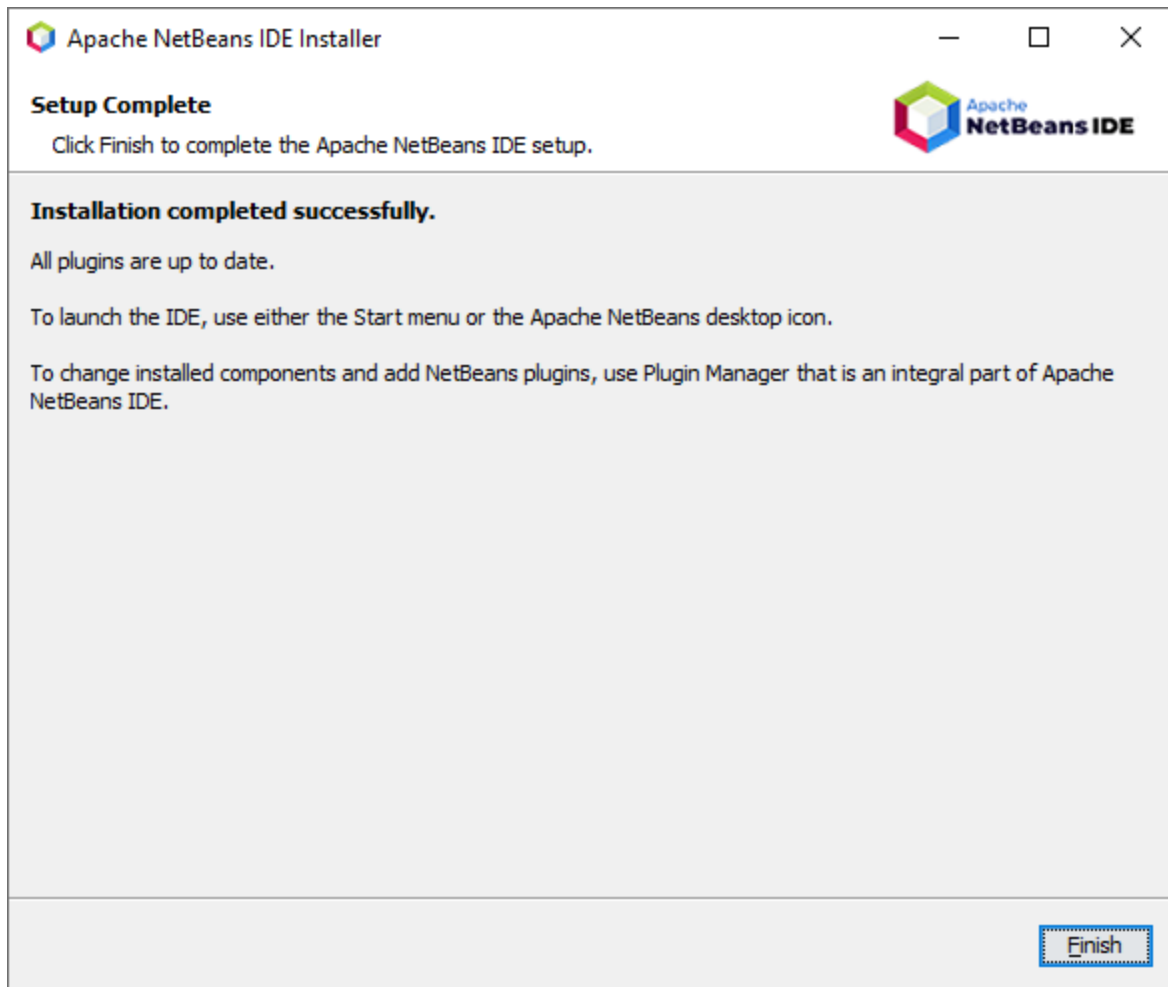 Apache NetBeans IDE Installer
Setup Complete
Click Finish to complete the Apache NetBeans IDE setup.
Apache
NetBeans IDE
Installation completed successfully.
All plugins are up to date.
To launch the IDE, use either the Start menu or the Apache NetBeans desktop icon.
To change installed components and add NetBeans plugins, use Plugin Manager that is an integral part of Apache
NetBeans IDE.
Finish